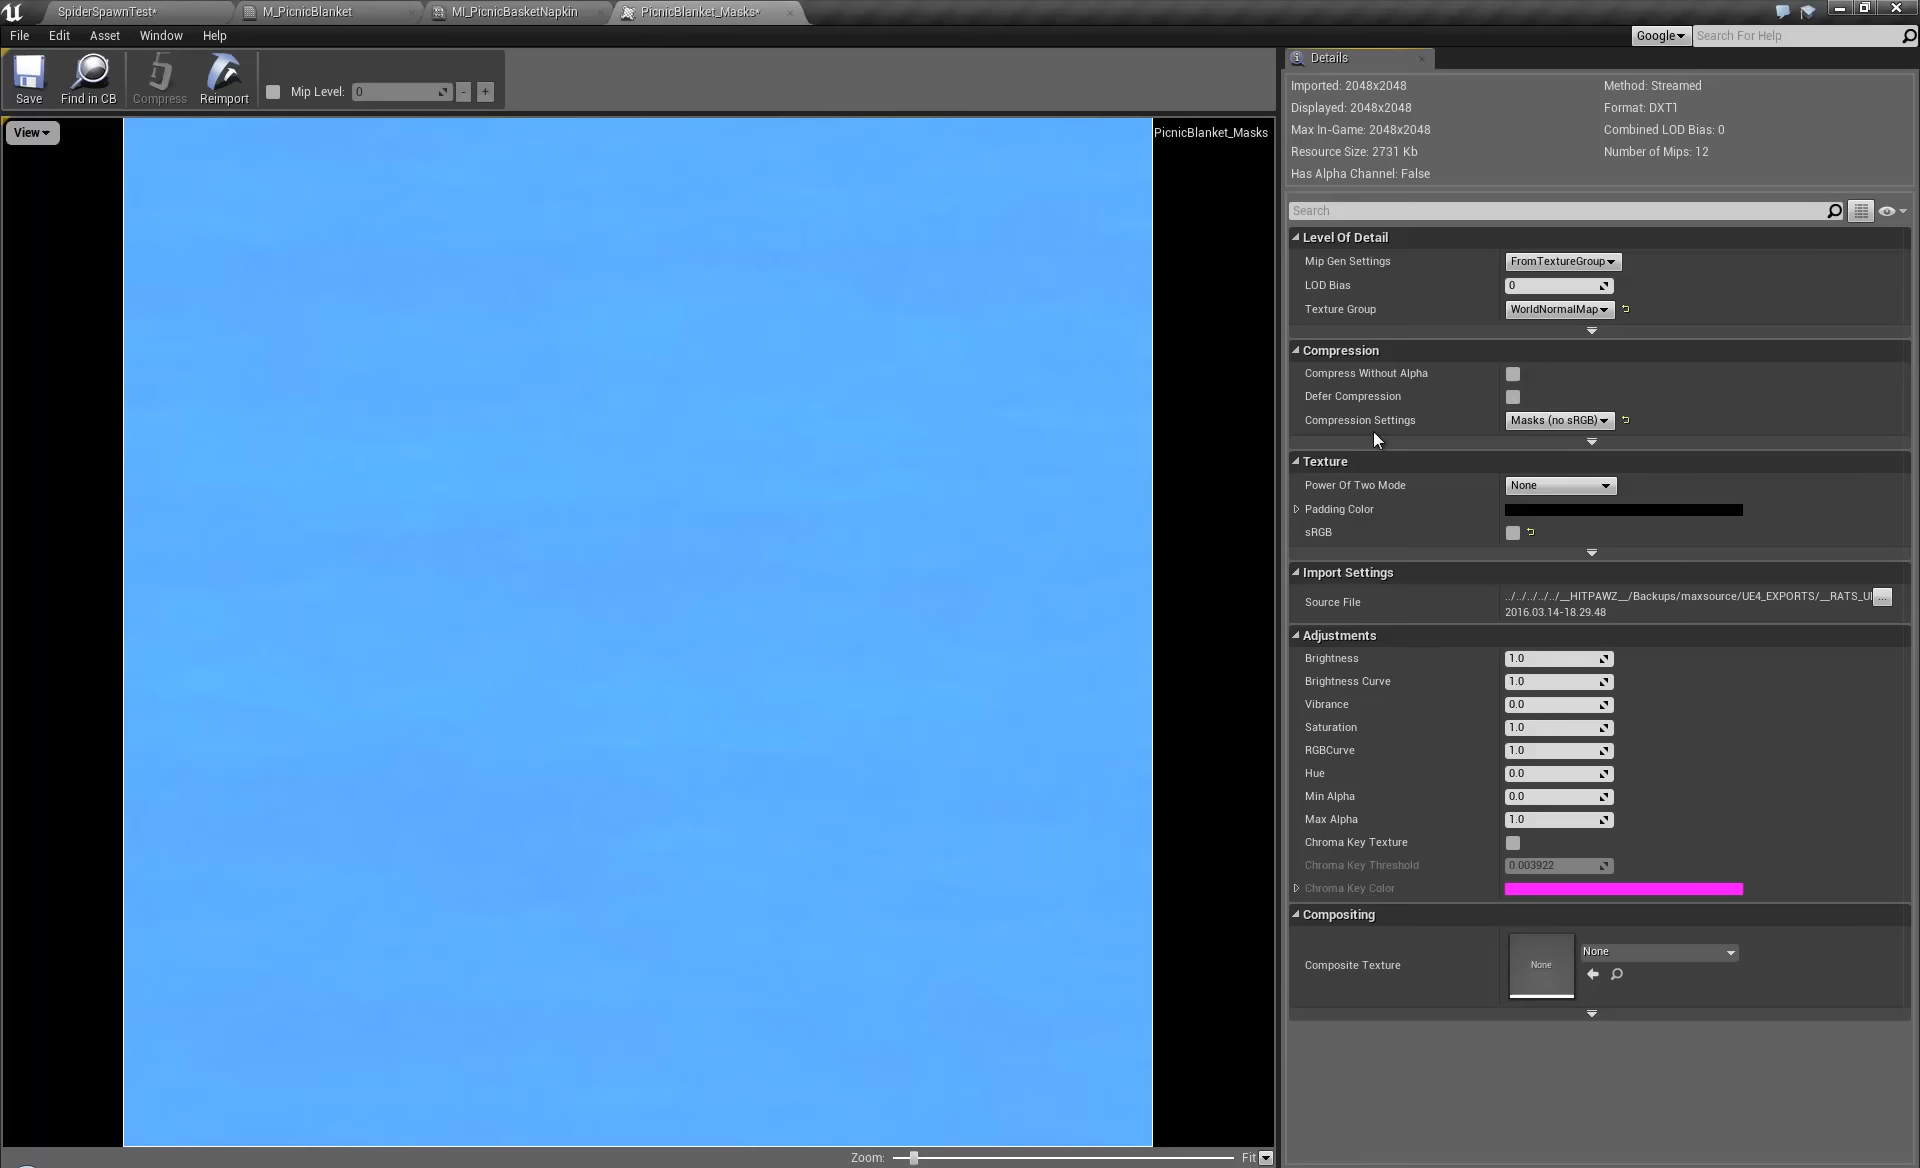 SpiderSpawnTest*
M_PicnicBlanket
MI_PicnicBasketNapkin
PicnicBlanket_Masks*
File
Edit
Asset
Window
Help
Google
Search For Help
Save
Find in CB
Compress
Reimport
Mip Level:
0
-
+
View
PicnicBlanket_Masks
Zoom:
Fit
Details
Imported: 2048x2048
Method: Streamed
Displayed: 2048x2048
Format: DXT1
Max In-Game: 2048x2048
Combined LOD Bias: 0
Resource Size: 2731 Kb
Number of Mips: 12
Has Alpha Channel: False
Search
Level Of Detail
Mip Gen Settings
FromTextureGroup
LOD Bias
0
Texture Group
WorldNormalMap
Compression
Compress Without Alpha
Defer Compression
Compression Settings
Masks (no sRGB)
Texture
Power Of Two Mode
None
Padding Color
sRGB
Import Settings
Source File
../../../../../__HITPAWZ__/Backups/maxsource/UE4_EXPORTS/__RATS_U
...
2016.03.14-18.29.48
Adjustments
Brightness
1.0
Brightness Curve
1.0
Vibrance
0.0
Saturation
1.0
RGBCurve
1.0
Hue
0.0
Min Alpha
0.0
Max Alpha
1.0
Chroma Key Texture
Chroma Key Threshold
0.003922
Chroma Key Color
Compositing
Composite Texture
None
None